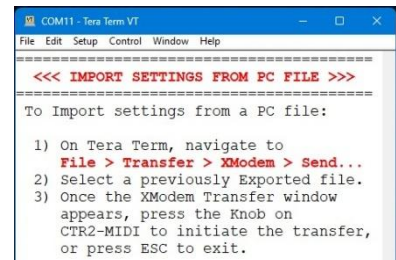 COM11 - Tera Term VT
File Edit Setup Control Window Help
==============================================
<<< IMPORT SETTINGS FROM PC FILE >>>
==============================================
To Import settings from a PC file:
1) On Tera Term, navigate to
File > Transfer > XModem > Send...
2) Select a previously Exported file.
3) Once the XModem Transfer window
appears, press the Knob on
CTR2-MIDI to initiate the transfer,
or press ESC to exit.